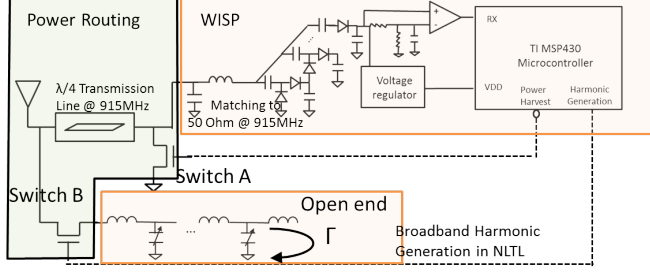 Power Routing
WISP
RX
TI MSP430
Microcontroller
λ/4 Transmission
Line @ 915MHz
Voltage
regulator
VDD
Power
Harvest
Harmonic
Generation
Matching to
50 Ohm @ 915MHz
Switch A
Switch B
Open end
...
Γ
Broadband Harmonic
Generation in NLTL